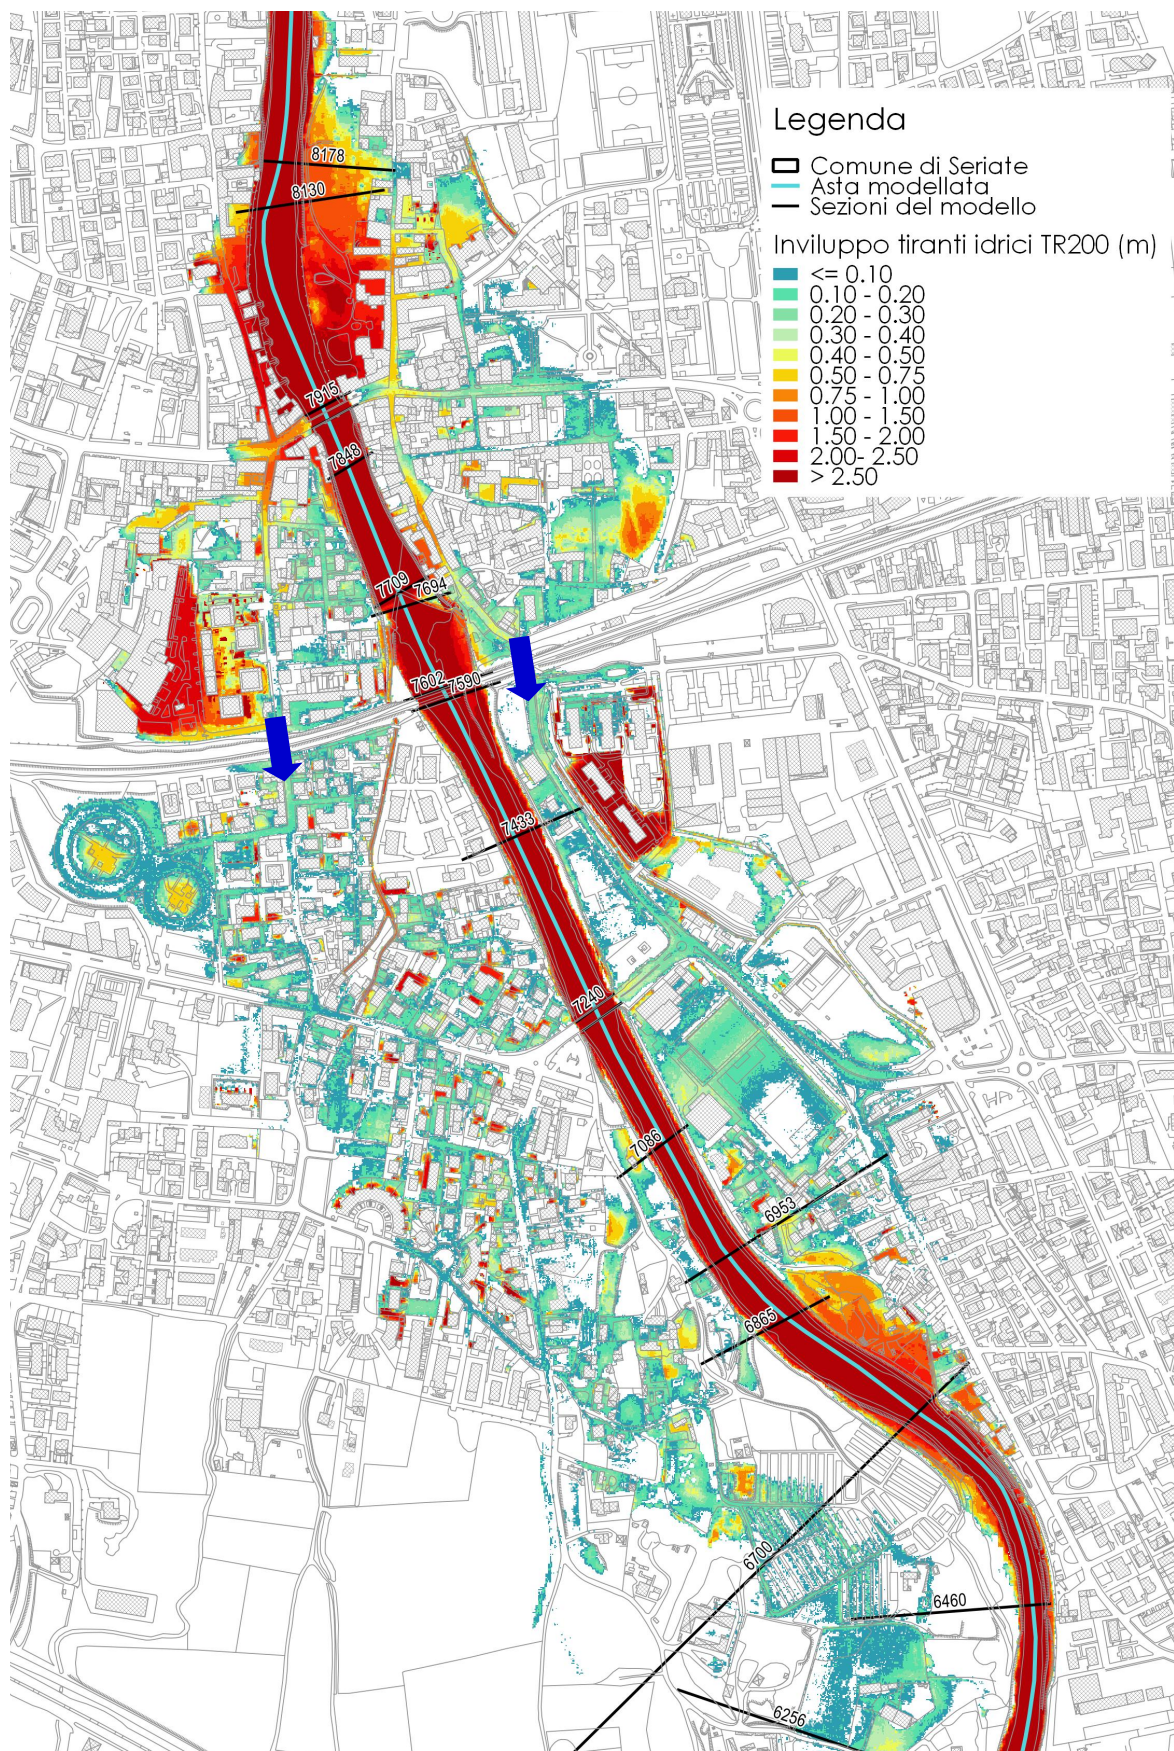 Legenda
Comune di Seriate
Asta modellata
Sezioni del modello
Inviluppo tiranti idrici TR200 (m)
<= 0.10
0.10 - 0.20
0.20 - 0.30
0.30 - 0.40
0.40 - 0.50
0.50 - 0.75
0.75 - 1.00
1.00 - 1.50
1.50 - 2.00
2.00- 2.50
> 2.50
8178
8130
7915
7848
7709
7694
7602
7590
7433
7240
7086
6953
6865
6700
6460
6256